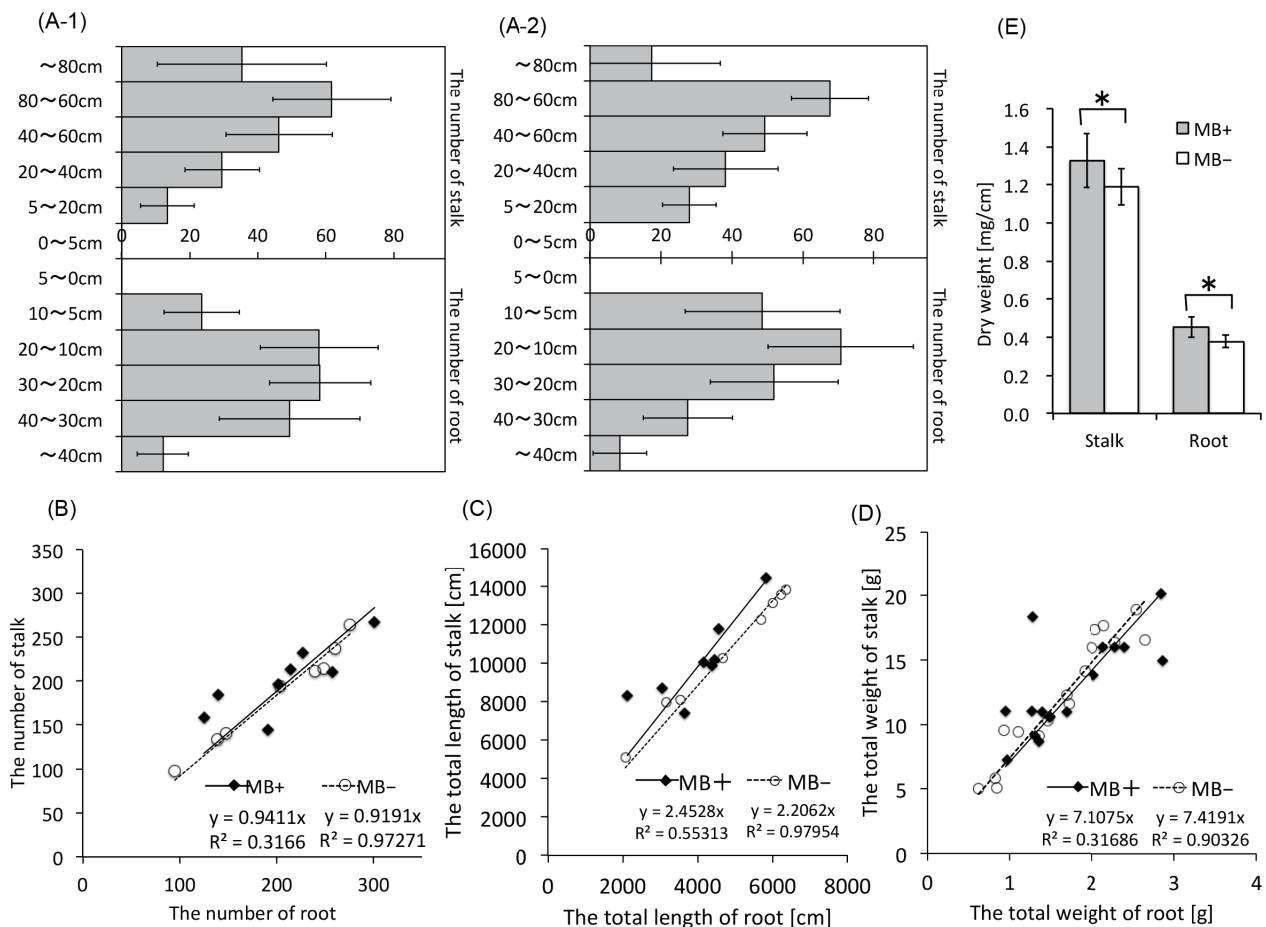 (A-1)
〜80cm
80〜60cm
40〜60cm
20〜40cm
5〜20cm
0〜5cm
0 20 40 60 80
5〜0cm
10〜5cm
20〜10cm
30〜20cm
40〜30cm
〜40cm
The number of stalk
The number of root
(A-2)
〜80cm
80〜60cm
40〜60cm
20〜40cm
5〜20cm
0〜5cm
0 20 40 60 80
5〜0cm
10〜5cm
20〜10cm
30〜20cm
40〜30cm
〜40cm
The number of stalk
The number of root
(E)
Dry weight [mg/cm]
1.6
1.4
1.2
1.0
0.8
0.6
0.4
0.2
0.0
*
*
MB+
MB−
Stalk Root
(B)
The number of stalk
350
300
250
200
150
100
50
0
MB+ MB−
y = 0.9411x y = 0.9191x
R² = 0.3166 R² = 0.97271
0 100 200 300
The number of root
(C)
The total length of stalk [cm]
16000
14000
12000
10000
8000
6000
4000
2000
0
MB+ MB−
y = 2.4528x y = 2.2062x
R² = 0.55313 R² = 0.97954
0 2000 4000 6000 8000
The total length of root [cm]
(D)
The total weight of stalk [g]
25
20
15
10
5
0
MB+ MB−
y = 7.1075x y = 7.4191x
R² = 0.31686 R² = 0.90326
0 1 2 3 4
The total weight of root [g]